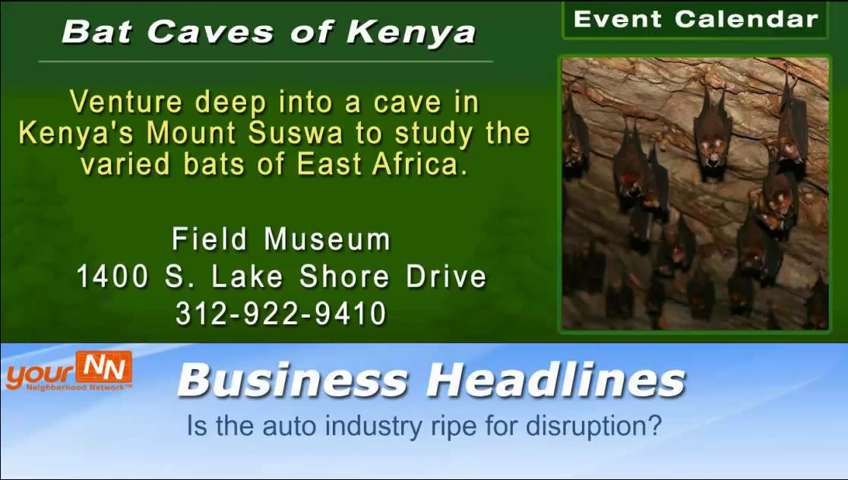 Bat Caves of Kenya
Event Calendar
Venture deep into a cave in
Kenya's Mount Suswa to study the
varied bats of East Africa.
Field Museum
1400 S. Lake Shore Drive
312-922-9410
your NN
Neighborhood Network™
Business Headlines
Is the auto industry ripe for disruption?